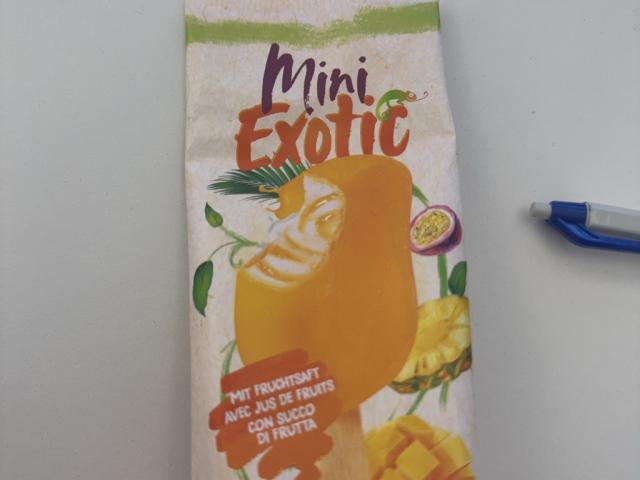 Mini
Exotic
MIT FRUCHTSAFT
AVEC JUS DE FRUITS
CON SUCCO
DI FRUTTA